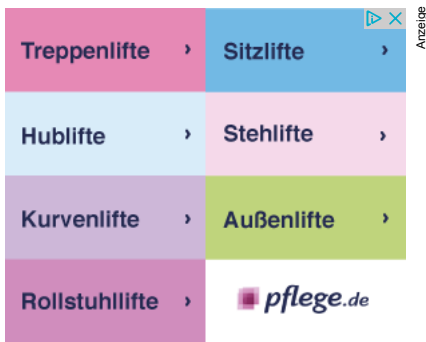 Treppenlifte ›
Sitzlifte ›
Hublifte ›
Stehlifte ›
Kurvenlifte ›
Außenlifte ›
Rollstuhllifte ›
pflege.de
Anzeige